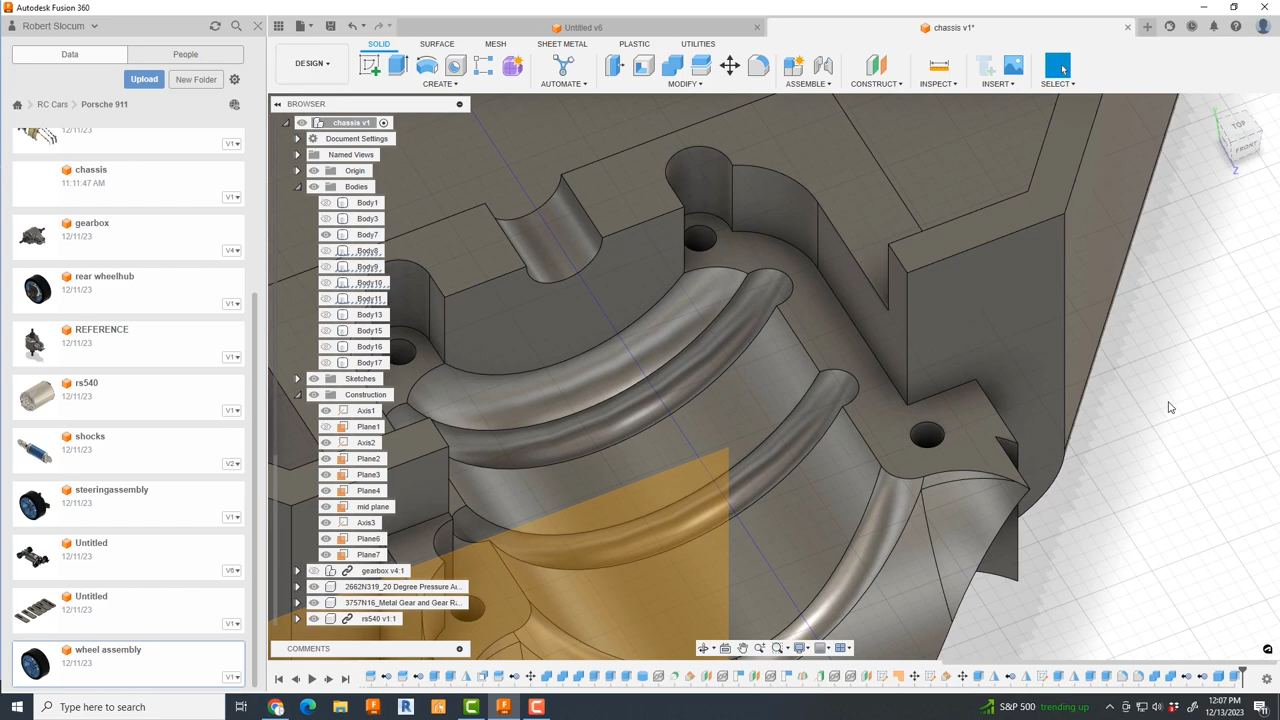 Autodesk Fusion 360
Robert Slocum
Untitled v6
chassis v1*
Data
People
SOLID
SURFACE
MESH
SHEET METAL
PLASTIC
UTILITIES
DESIGN
Upload
New Folder
CREATE
AUTOMATE
MODIFY
ASSEMBLE
CONSTRUCT
INSPECT
INSERT
SELECT
RC Cars
Porsche 911
BROWSER
12/11/23
V1
chassis
11:11:47 AM
V1
gearbox
12/11/23
V4
rear wheelhub
12/11/23
V1
REFERENCE
12/11/23
V1
rs540
12/11/23
V1
shocks
12/11/23
V2
steeringassembly
12/11/23
V1
Untitled
12/11/23
V6
Untitled
12/11/23
V1
wheel assembly
12/11/23
V1
chassis v1
Document Settings
Named Views
Origin
Bodies
Body1
Body3
Body7
Body8
Body9
Body10
Body11
Body13
Body15
Body16
Body17
Sketches
Construction
Axis1
Plane1
Axis2
Plane2
Plane3
Plane4
mid plane
Axis3
Plane6
Plane7
gearbox v4:1
2662N319_20 Degree Pressure An...
3757N16_Metal Gear and Gear R...
rs540 v1:1
COMMENTS
TOP
FRONT
Y
Z
Type here to search
S&P 500 trending up
12:07 PM
12/13/2023
11